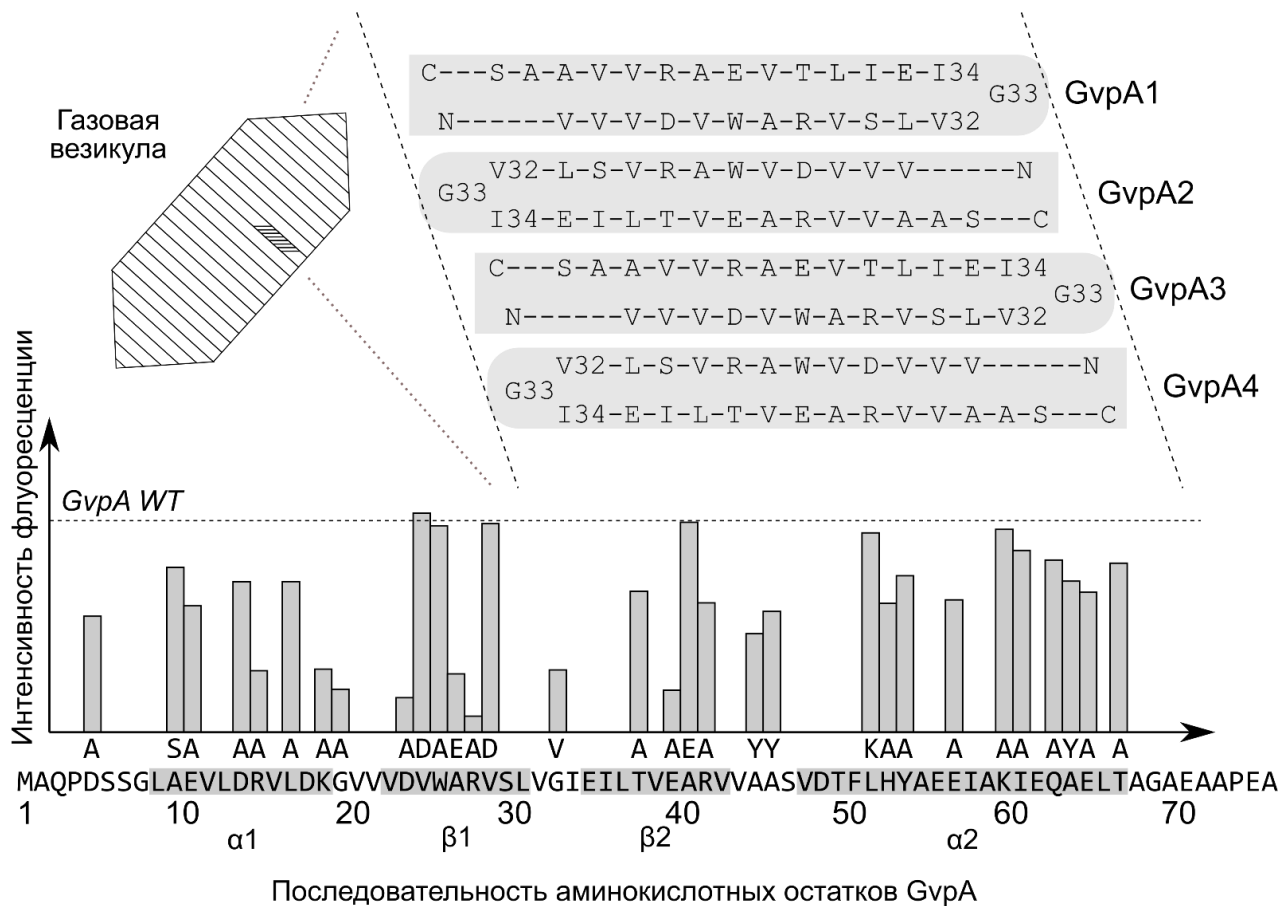 Газовая
везикула
C---S-A-A-V-V-R-A-E-V-T-L-I-E-I34
G33
N------V-V-V-D-V-W-A-R-V-S-L-V32
GvpA1
V32-L-S-V-R-A-W-V-D-V-V-V------N
G33
I34-E-I-L-T-V-E-A-R-V-V-A-A-S---C
GvpA2
C---S-A-A-V-V-R-A-E-V-T-L-I-E-I34
G33
N------V-V-V-D-V-W-A-R-V-S-L-V32
GvpA3
V32-L-S-V-R-A-W-V-D-V-V-V------N
G33
I34-E-I-L-T-V-E-A-R-V-V-A-A-S---C
GvpA4
Интенсивность флуоресценции
GvpA WT
A SA AA A AA ADAEAD V A AEA YY KAA A AA AYA A
MAQPDSSGLAEVLDRVLDKGVVVDVWARVSLVGIEILTVEARVVAASVDTFLHYAEEIAKIEQAELTAGAEAAPEA
1 10 20 30 40 50 60 70
α1 β1 β2 α2
Последовательность аминокислотных остатков GvpA